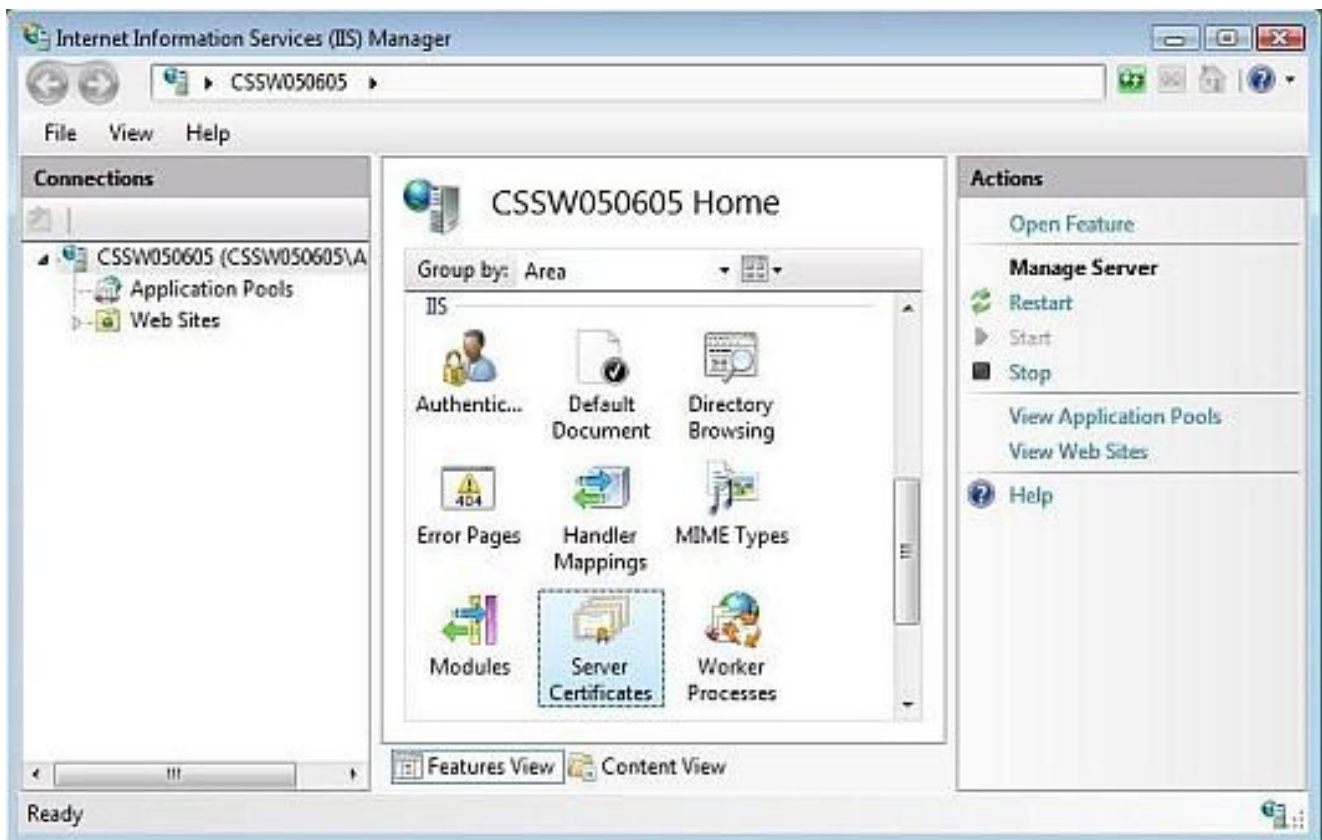 Internet Information Services (IIS) Manager
CSSW050605
File View Help
Connections
CSSW050605 (CSSW050605\A
Application Pools
Web Sites
CSSW050605 Home
Group by: Area
IIS
Authentic...
Default
Document
Directory
Browsing
404
Error Pages
Handler
Mappings
MIME Types
Modules
Server
Certificates
Worker
Processes
Features View
Content View
Actions
Open Feature
Manage Server
Restart
Start
Stop
View Application Pools
View Web Sites
Help
Ready